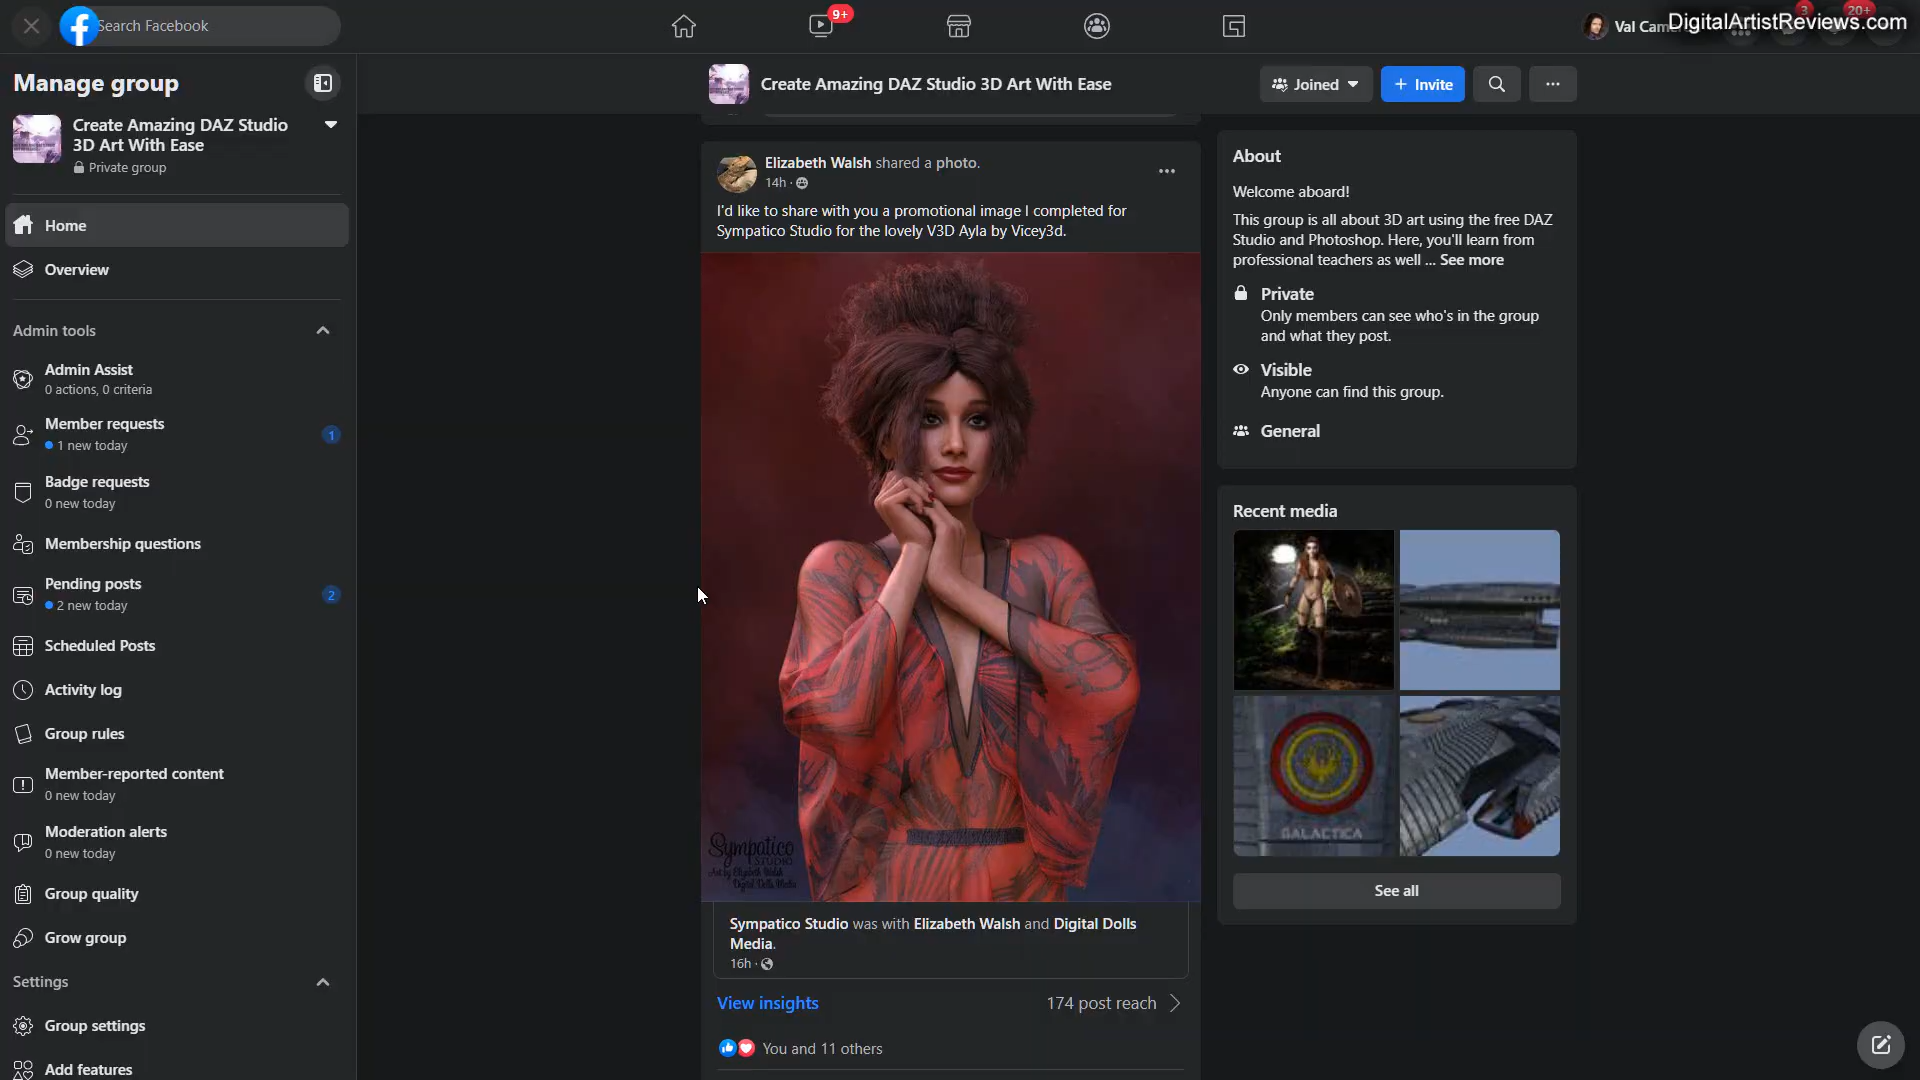 Search Facebook
9+
3
20+
DigitalArtistReviews.com
Manage group
Create Amazing DAZ Studio 3D Art With Ease
Joined
+ Invite
Create Amazing DAZ Studio
3D Art With Ease
Private group
Home
Overview
Admin tools
Admin Assist
0 actions, 0 criteria
Member requests
1 new today
1
Badge requests
0 new today
Membership questions
Pending posts
2 new today
2
Scheduled Posts
Activity log
Group rules
Member-reported content
0 new today
Moderation alerts
0 new today
Group quality
Grow group
Settings
Group settings
Add features
Elizabeth Walsh shared a photo.
14h ·
I'd like to share with you a promotional image I completed for
Sympatico Studio for the lovely V3D Ayla by Vicey3d.
Sympatico
STUDIO
Art by Elizabeth Walsh
Digital Dolls Media
Sympatico Studio was with Elizabeth Walsh and Digital Dolls
Media.
16h ·
View insights
174 post reach
You and 11 others
About
Welcome aboard!
This group is all about 3D art using the free DAZ
Studio and Photoshop. Here, you'll learn from
professional teachers as well ... See more
Private
Only members can see who's in the group
and what they post.
Visible
Anyone can find this group.
General
Recent media
GALACTICA
See all